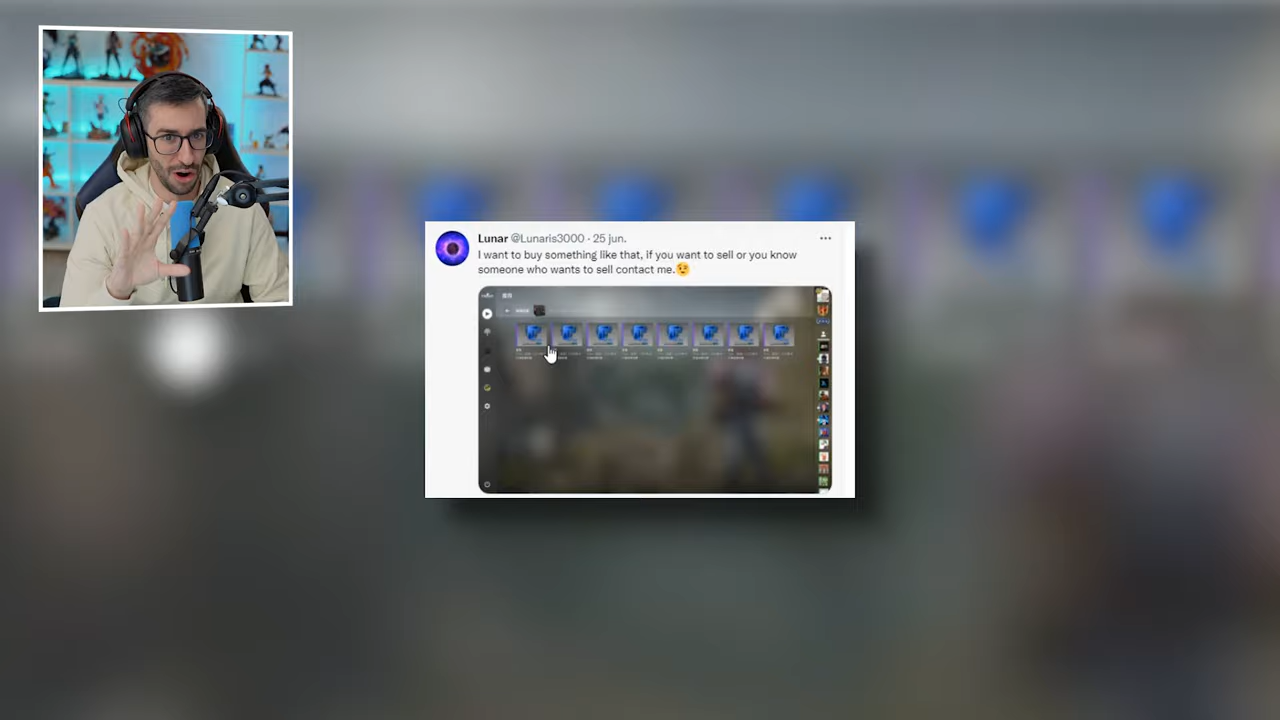 Lunar @Lunaris3000 · 25 jun.
I want to buy something like that, if you want to sell or you know
someone who wants to sell contact me.😉